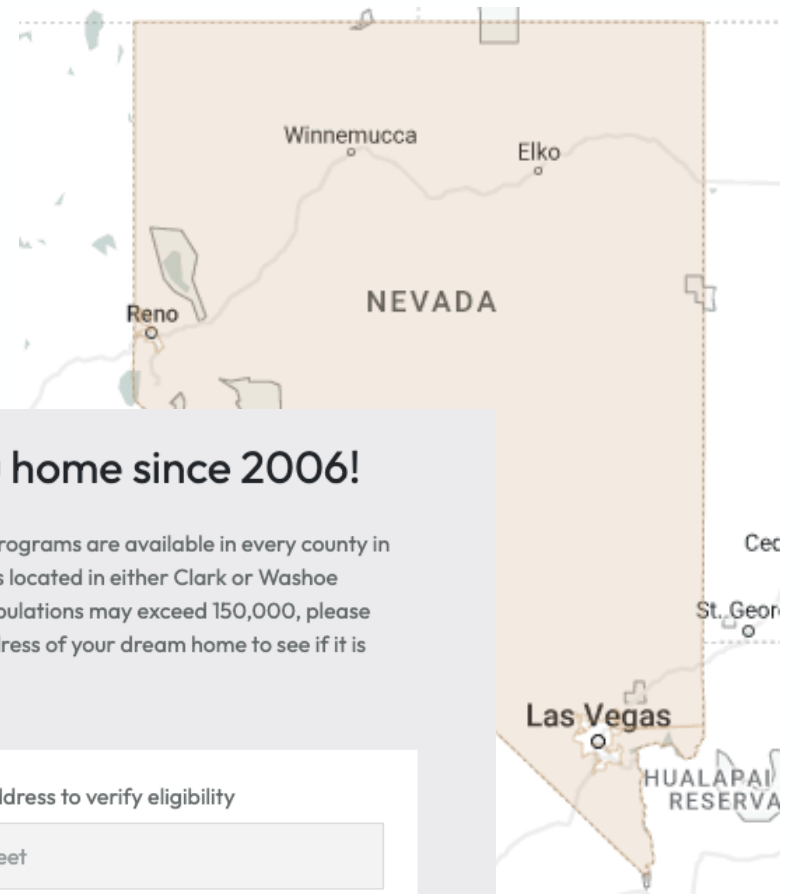 Winnemucca
Elko
NEVADA
Reno
home since 2006!
rograms are available in every county in
s located in either Clark or Washoe
pulations may exceed 150,000, please
dress of your dream home to see if it is
Ced
St. Geor
Las Vegas
HUALAPAI
RESERVA
ddress to verify eligibility
eet